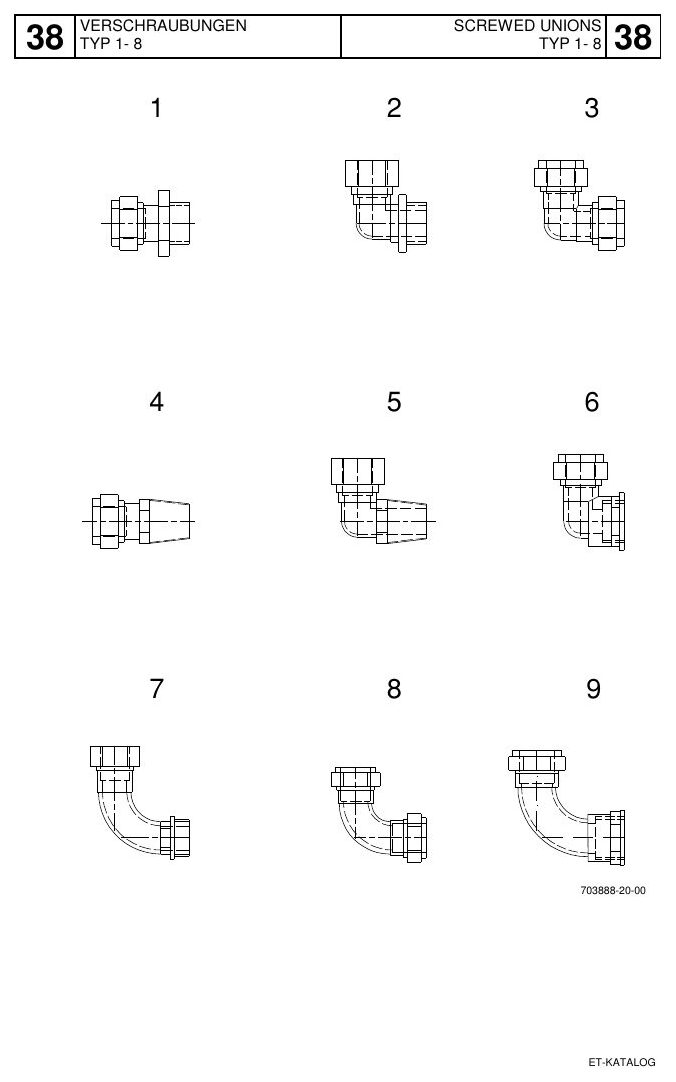 38
VERSCHRAUBUNGEN
TYP 1- 8
SCREWED UNIONS
TYP 1- 8
38
1 2 3
4 5 6
7 8 9
703888-20-00
ET-KATALOG